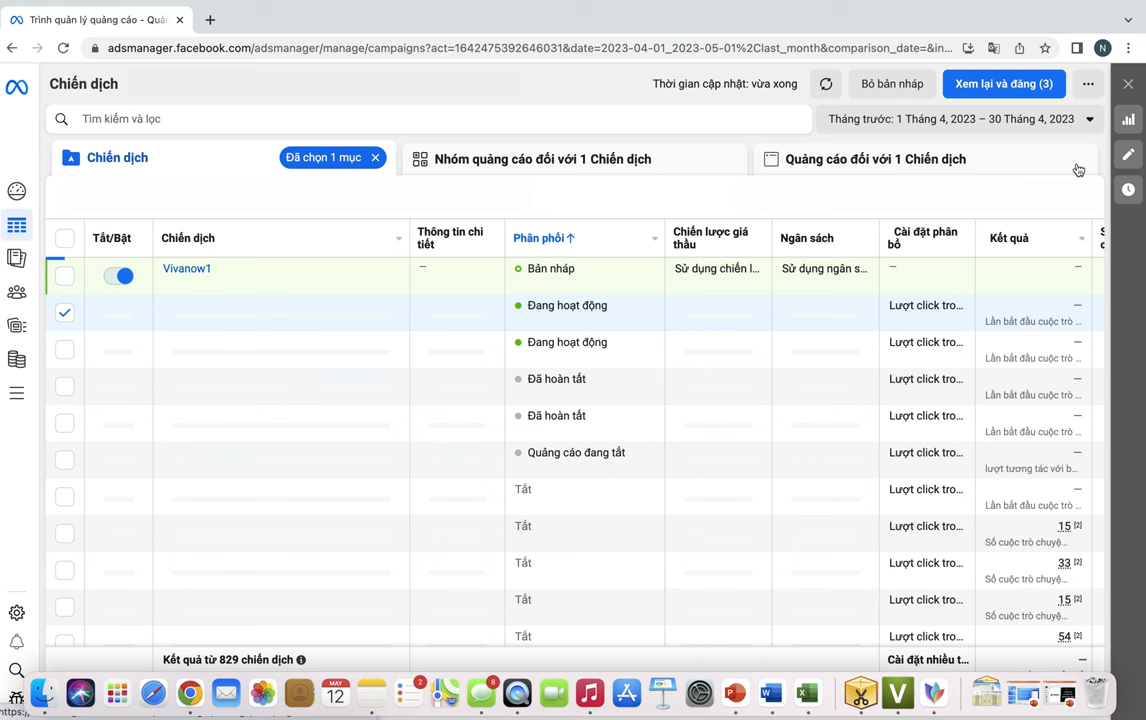 Trình quản lý quảng cáo - Quản
adsmanager.facebook.com/adsmanager/manage/campaigns?act=1642475392646031&date=2023-04-01_2023-05-01%2Clast_month&comparison_date=&in...
N
Chiến dịch
Thời gian cập nhật: vừa xong
Bỏ bản nháp
Xem lại và đăng (3)
Tìm kiếm và lọc
Tháng trước: 1 Tháng 4, 2023 – 30 Tháng 4, 2023
Chiến dịch
Đã chọn 1 mục
Nhóm quảng cáo đối với 1 Chiến dịch
Quảng cáo đối với 1 Chiến dịch
Tắt/Bật
Chiến dịch
Thông tin chi tiết
Phân phối ↑
Chiến lược giá thầu
Ngân sách
Cài đặt phân bổ
Kết quả
Vivanow1
—
Bản nháp
Sử dụng chiến l...
Sử dụng ngân s...
—
—
Đang hoạt động
Lượt click tro...
—
Lần bắt đầu cuộc trò ...
Đang hoạt động
Lượt click tro...
—
Lần bắt đầu cuộc trò ...
Đã hoàn tất
Lượt click tro...
—
Lần bắt đầu cuộc trò ...
Đã hoàn tất
Lượt click tro...
—
Lần bắt đầu cuộc trò ...
Quảng cáo đang tắt
Lượt click tro...
—
lượt tương tác với b...
Tắt
Lượt click tro...
—
Lần bắt đầu cuộc trò ...
Tắt
Lượt click tro...
15 [2]
Số cuộc trò chuyệ...
Tắt
Lượt click tro...
33 [2]
Số cuộc trò chuyệ...
Tắt
Lượt click tro...
15 [2]
Số cuộc trò chuyệ...
Tắt
Lượt click tro...
54 [2]
Kết quả từ 829 chiến dịch
Cài đặt nhiều t...
—
MAY
12
2
8